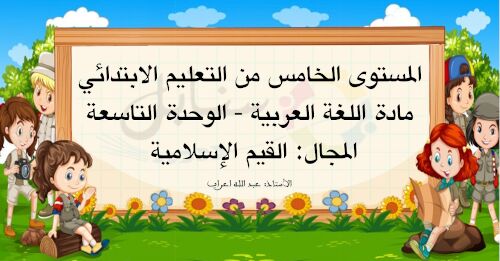 المستوى الخامس من التعليم الابتدائي
مادة اللغة العربية - الوحدة التاسعة
المجال: القيم الإسلامية
الأستاذ: عبد الله اعراب